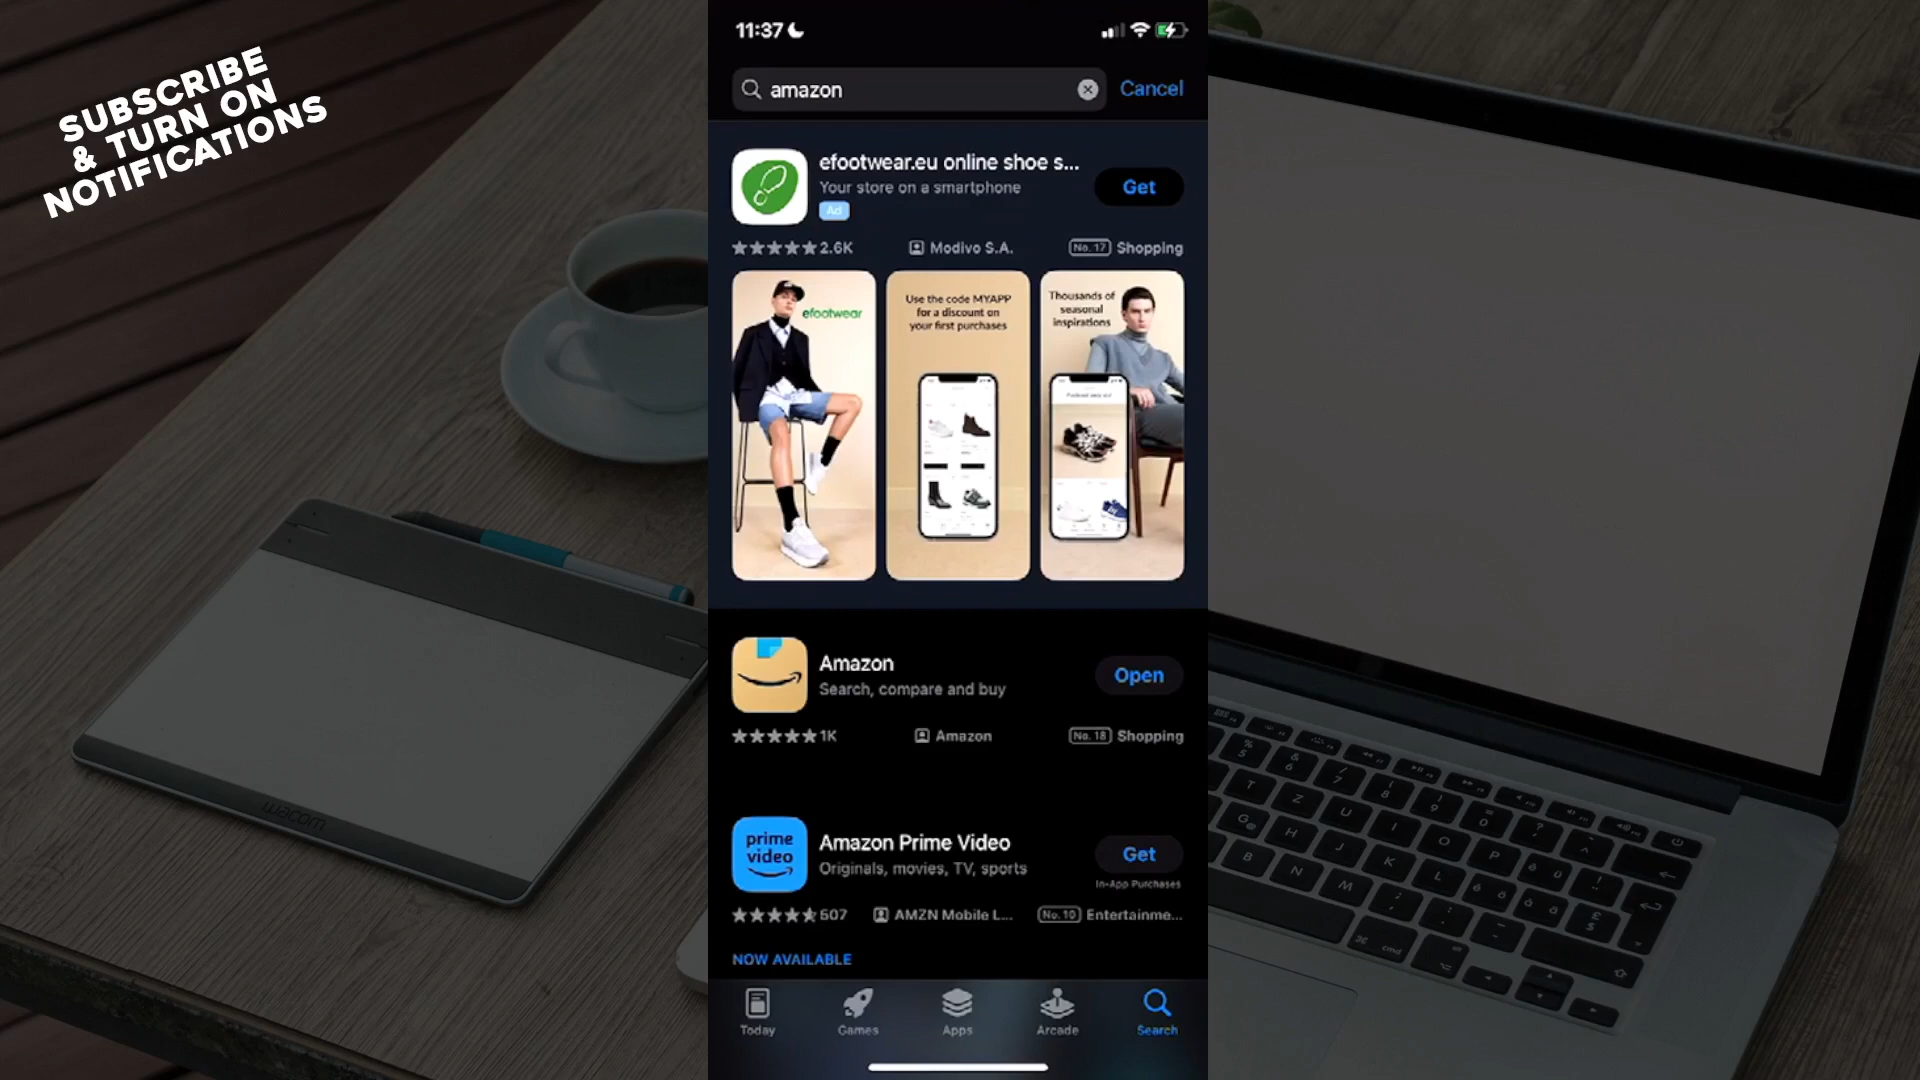 SUBSCRIBE
& TURN ON
NOTIFICATIONS
11:37
amazon
Cancel
efootwear.eu online shoe s...
Your store on a smartphone
Ad
Get
2.6K
Modivo S.A.
No. 17
Shopping
efootwear
Use the code MYAPP
for a discount on
your first purchases
Thousands of
seasonal
inspirations
Amazon
Search, compare and buy
Open
1K
Amazon
No. 18
Shopping
prime
video
Amazon Prime Video
Originals, movies, TV, sports
Get
In-App Purchases
607
AMZN Mobile L...
No. 10
Entertainme...
NOW AVAILABLE
Today
Games
Apps
Arcade
Search
wacom